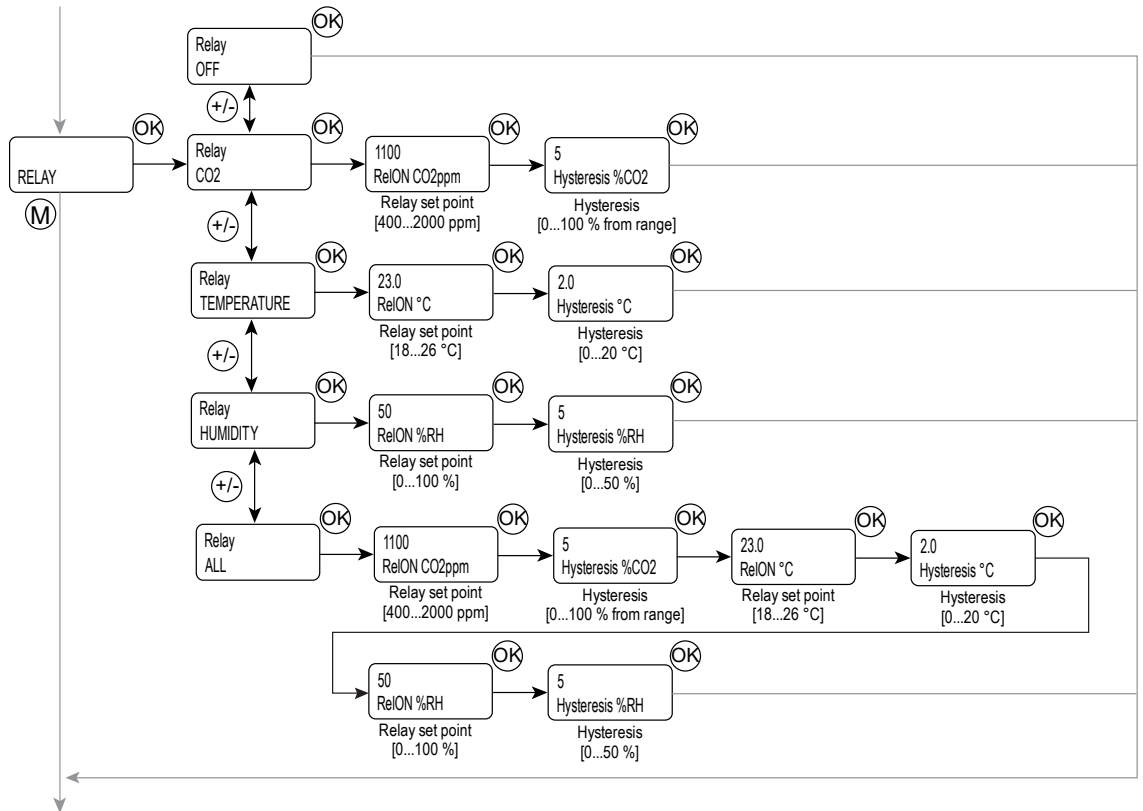 OK
Relay
OFF
+/-
OK
OK
OK
OK
RELAY
Relay
CO2
1100
RelON CO2ppm
5
Hysteresis %CO2
M
Relay set point
[400...2000 ppm]
Hysteresis
[0...100 % from range]
+/-
OK
OK
OK
Relay
TEMPERATURE
23.0
RelON °C
2.0
Hysteresis °C
Relay set point
[18...26 °C]
Hysteresis
[0...20 °C]
+/-
OK
OK
OK
Relay
HUMIDITY
50
RelON %RH
5
Hysteresis %RH
Relay set point
[0...100 %]
Hysteresis
[0...50 %]
+/-
OK
OK
OK
OK
OK
Relay
ALL
1100
RelON CO2ppm
5
Hysteresis %CO2
23.0
RelON °C
2.0
Hysteresis °C
Relay set point
[400...2000 ppm]
Hysteresis
[0...100 % from range]
Relay set point
[18...26 °C]
Hysteresis
[0...20 °C]
OK
OK
50
RelON %RH
5
Hysteresis %RH
Relay set point
[0...100 %]
Hysteresis
[0...50 %]